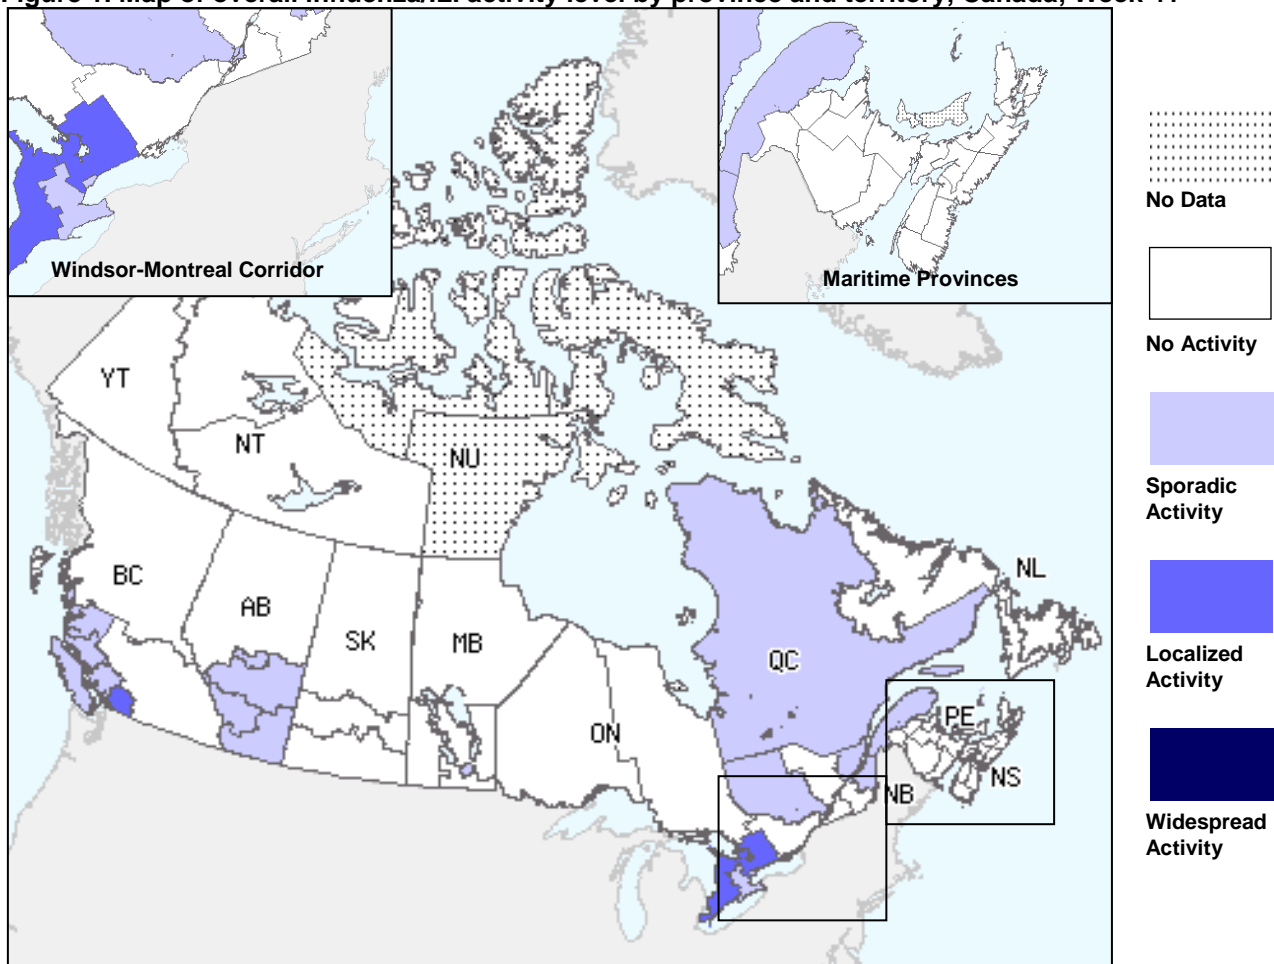 Windsor-Montreal Corridor
Maritime Provinces
No Data
No Activity
Sporadic
Activity
Localized
Activity
Widespread
Activity
YT
NT
NU
BC
AB
SK
MB
ON
QC
NL
PE
NS
NB